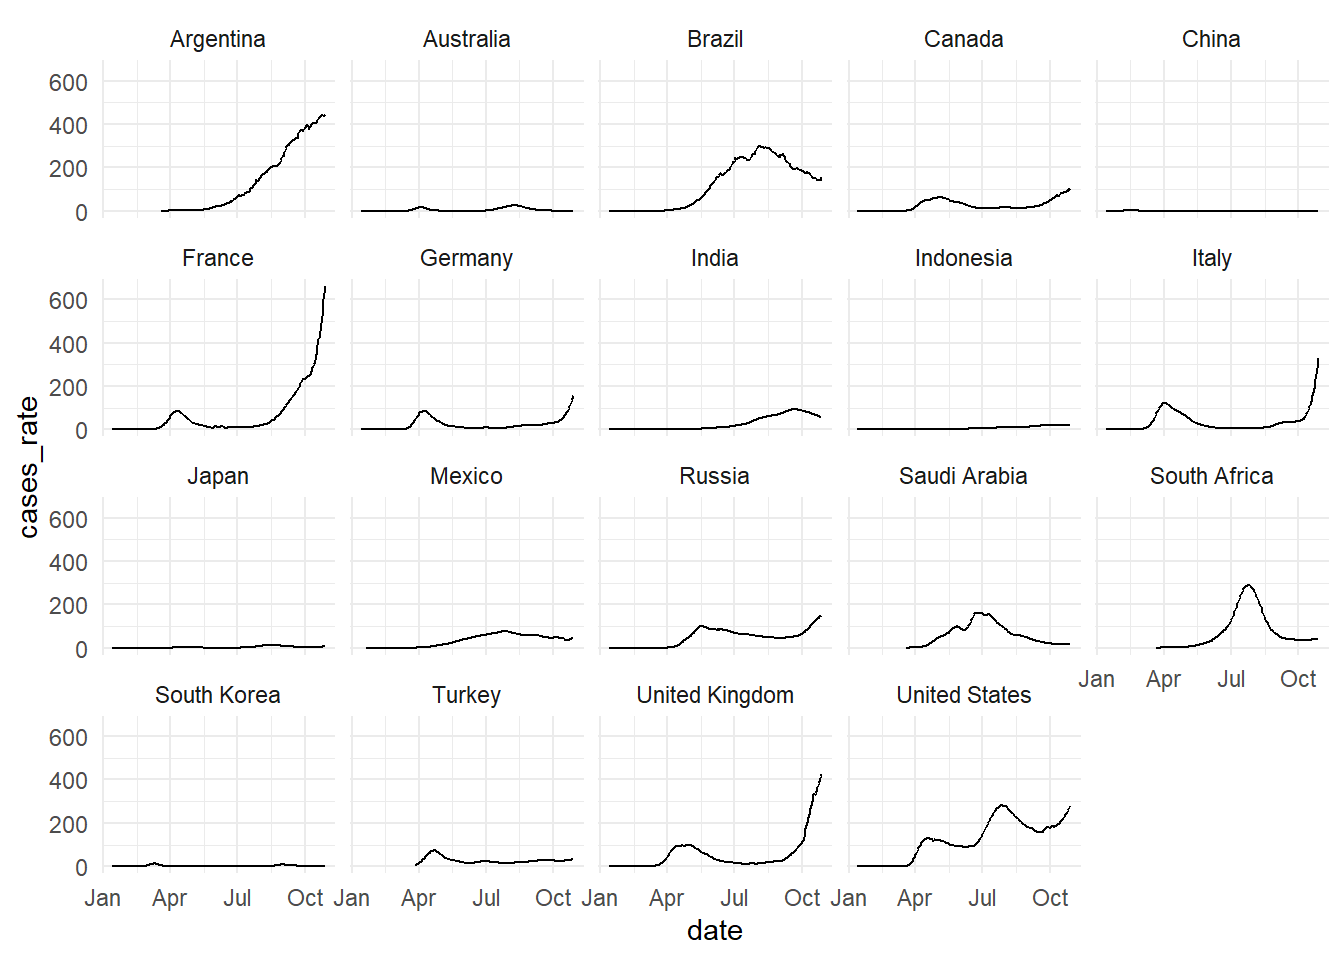 Argentina Australia Brazil Canada China
600
400
200
0
France Germany India Indonesia Italy
600
400
200
0
cases_rate
Japan Mexico Russia Saudi Arabia South Africa
600
400
200
0
Jan Apr Jul Oct
South Korea Turkey United Kingdom United States
600
400
200
0
Jan Apr Jul Oct Jan Apr Jul Oct Jan Apr Jul Oct Jan Apr Jul Oct
date